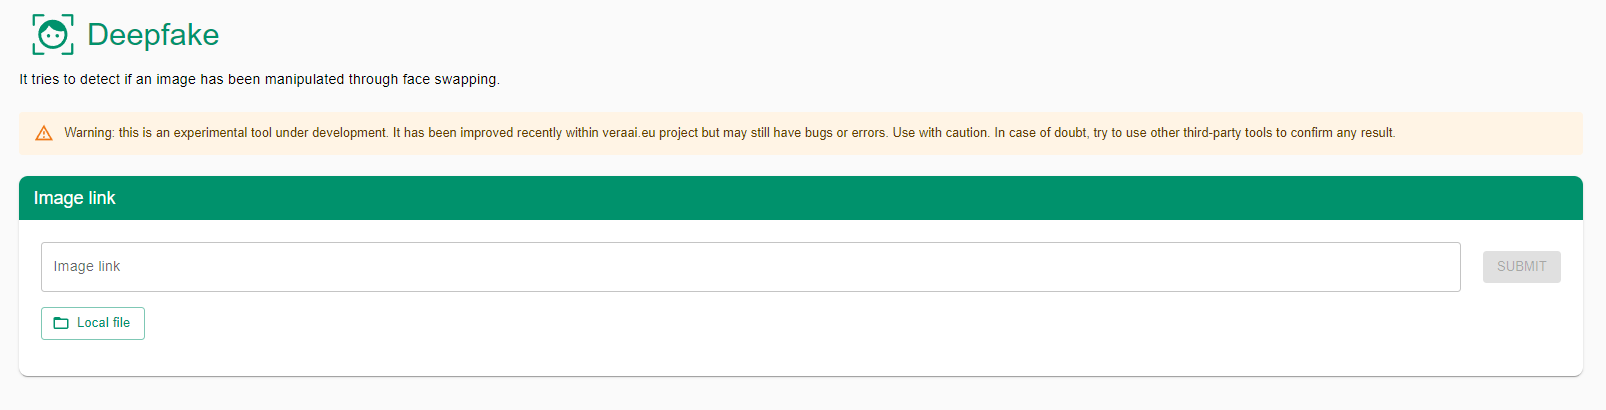 Deepfake
It tries to detect if an image has been manipulated through face swapping.
Warning: this is an experimental tool under development. It has been improved recently within veraai.eu project but may still have bugs or errors. Use with caution. In case of doubt, try to use other third-party tools to confirm any result.
Image link
Image link
SUBMIT
Local file